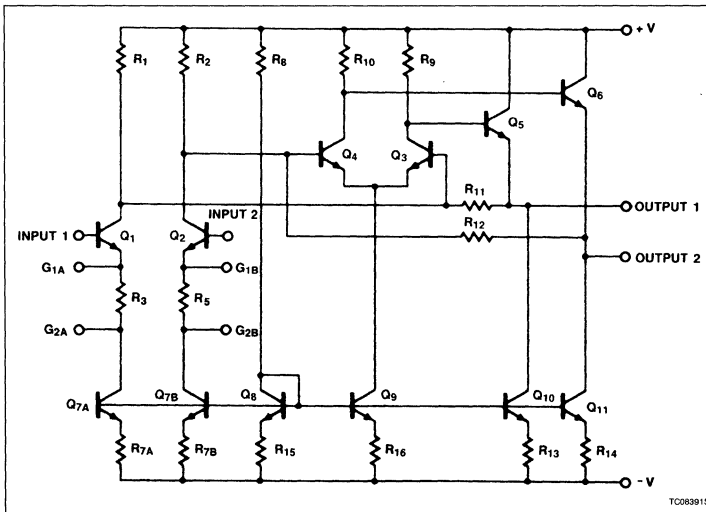 R1 R2 R8 R10 R9 +V
Q6
Q5
Q4 Q3
R11
OUTPUT 1
INPUT 2
R12
INPUT 1 Q1 Q2
OUTPUT 2
G1A G1B
R3 R5
G2A G2B
Q7A Q7B Q8 Q9 Q10 Q11
R7A R7B R15 R16 R13 R14
-V
TC08391S